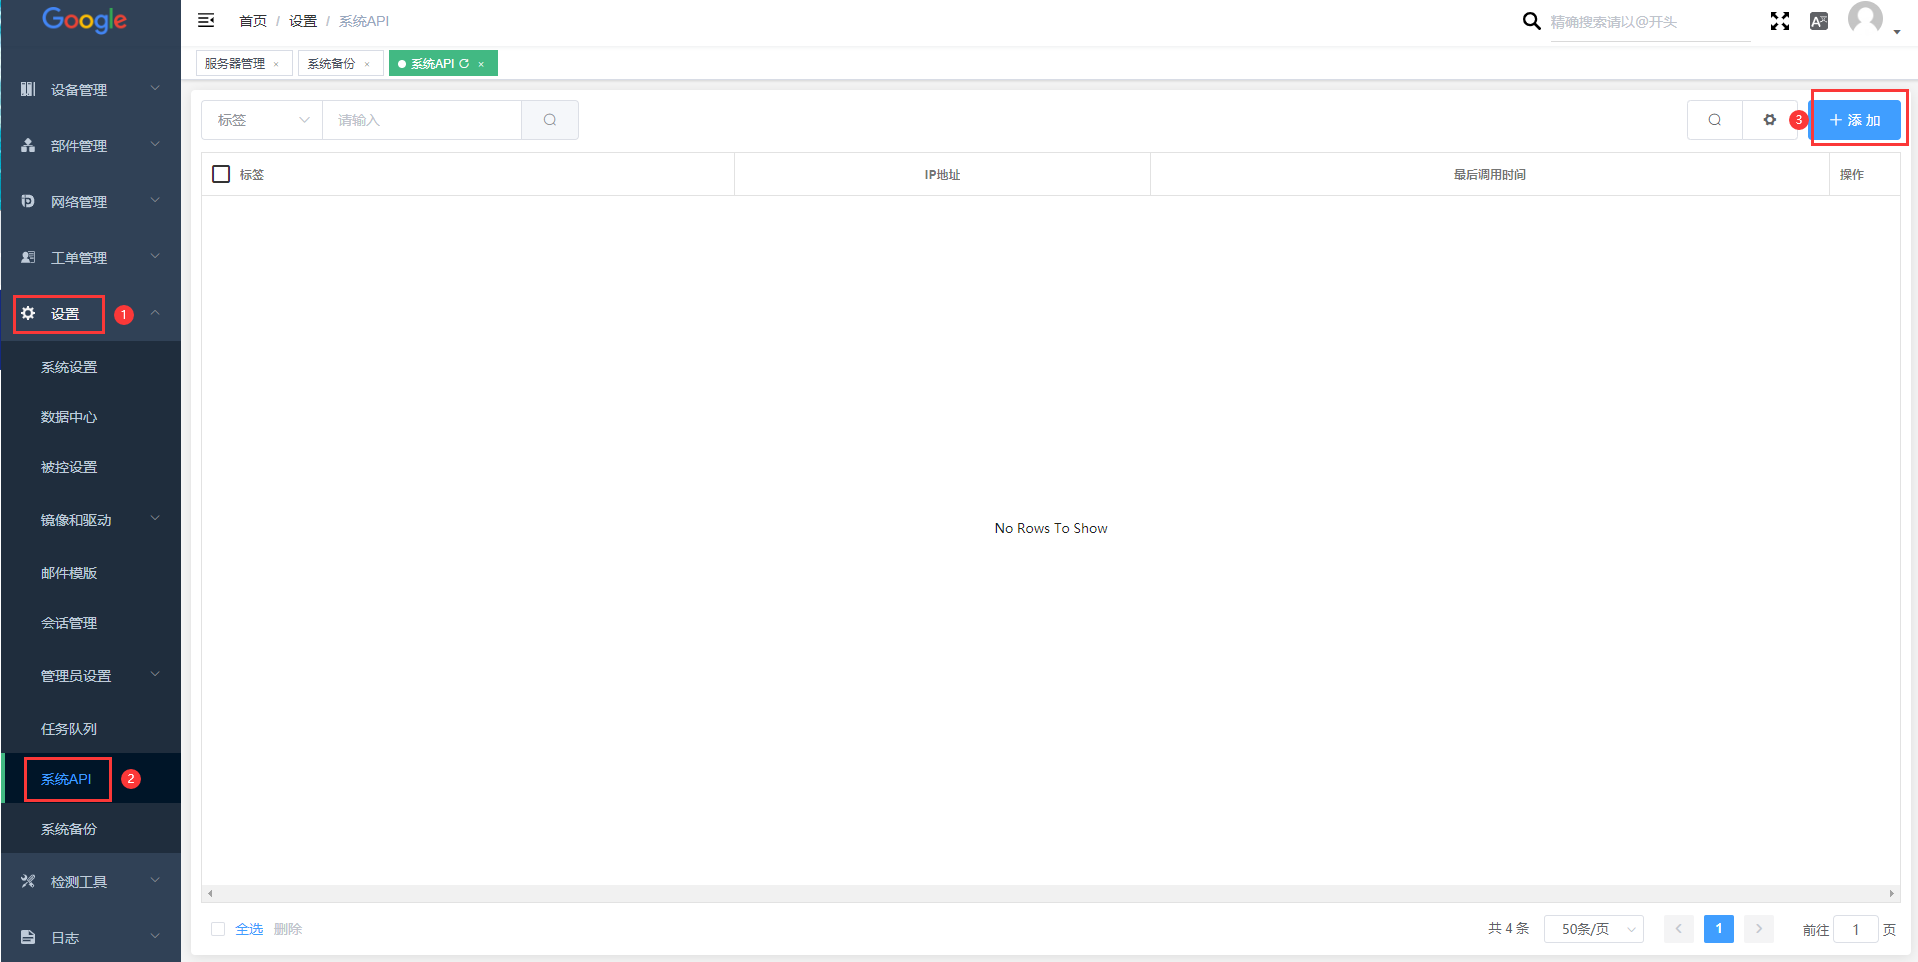 Google
首页 / 设置 / 系统API
精确搜索请以@开头
服务器管理 ×
系统备份 ×
系统API ×
设备管理
部件管理
网络管理
工单管理
设置 1
系统设置
数据中心
被控设置
镜像和驱动
邮件模版
会话管理
管理员设置
任务队列
系统API 2
系统备份
检测工具
日志
标签 请输入
3 + 添 加
标签 IP地址 最后调用时间 操作
No Rows To Show
全选 删除
共 4 条 50条/页 1 前往 1 页